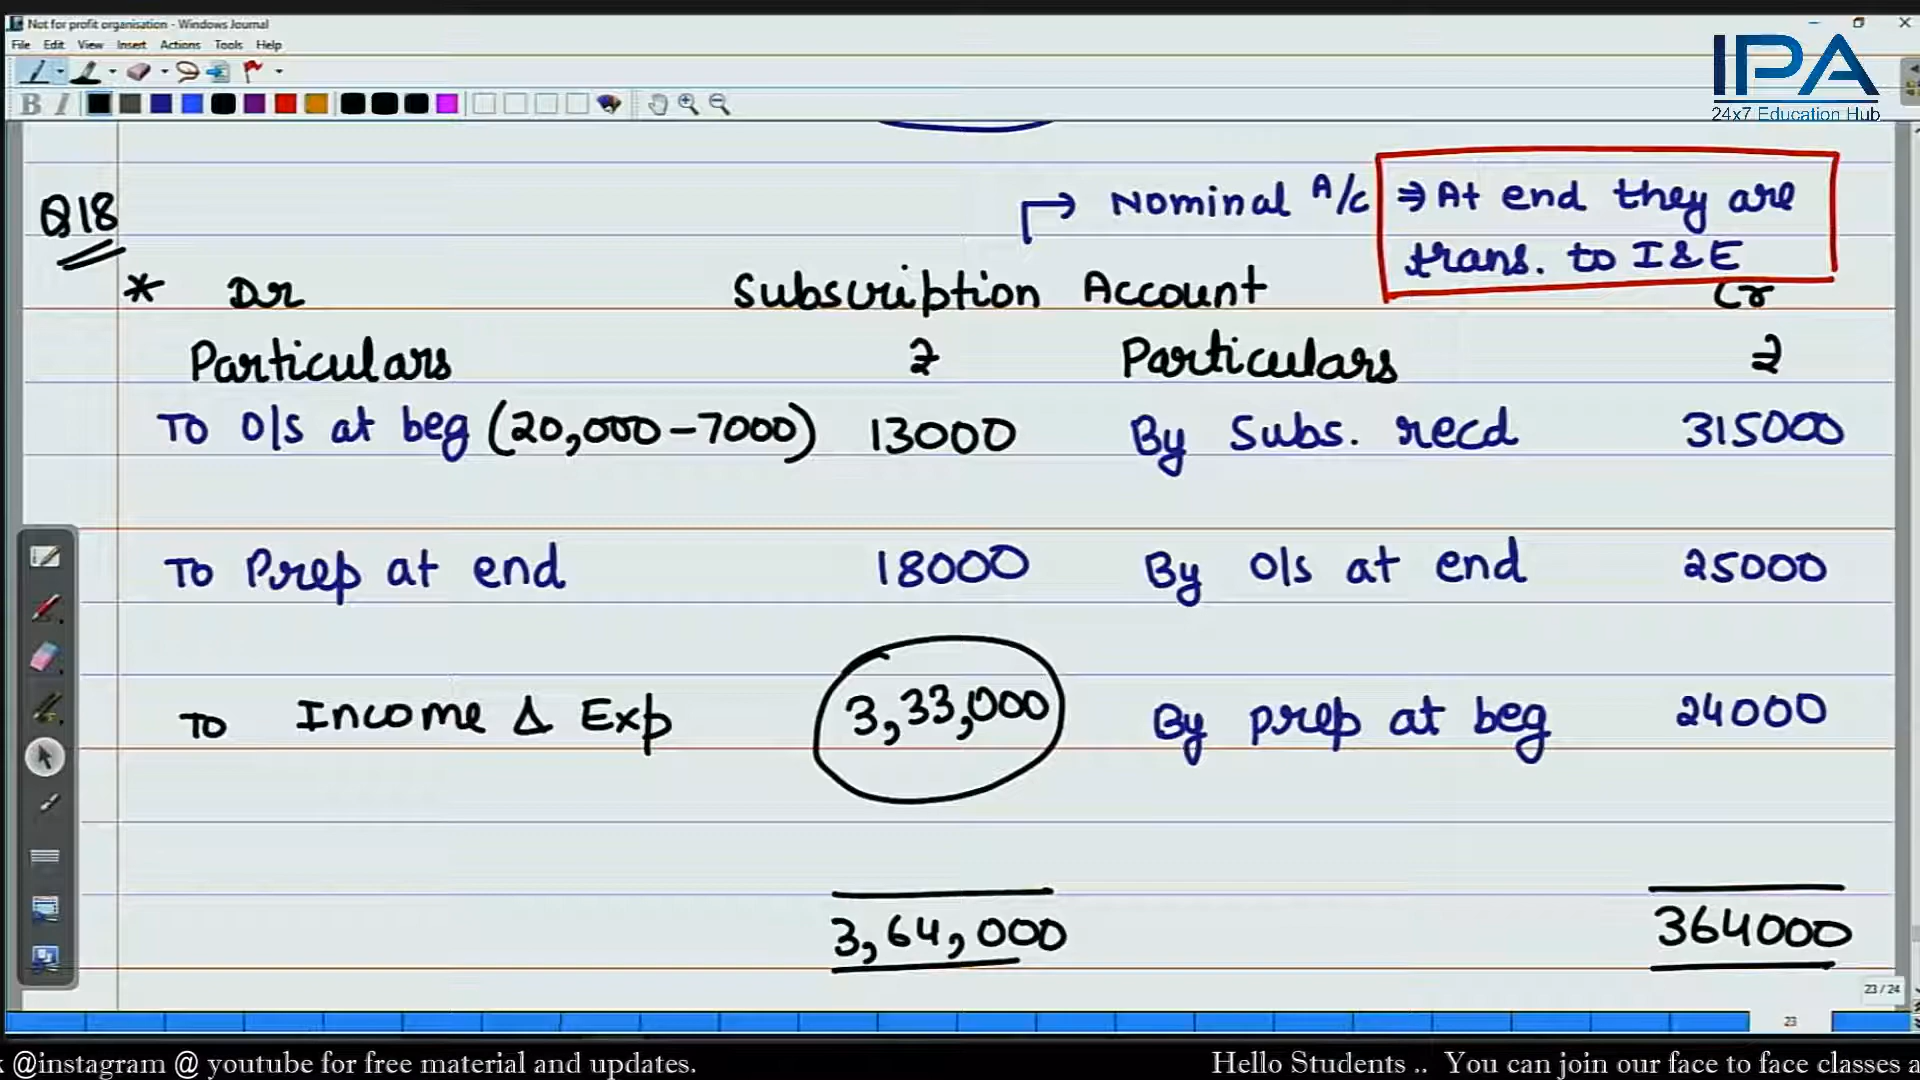 Not for profit organisation - Windows Journal
File Edit View Insert Actions Tools Help
B I
IPA
24x7 Education Hub
Q18
Nominal A/c ⇒ At end they are
trans. to I&E
* Dr Subscription Account Cr
Particulars ₹ Particulars ₹
To O/s at beg (20,000-7000) 13000 By Subs. recd 315000
To Prep at end 18000 By O/s at end 25000
To Income & Exp 3,33,000 By prep at beg 24000
3,64,000 364000
23 / 24
23
@instagram @ youtube for free material and updates. Hello Students .. You can join our face to face classes a